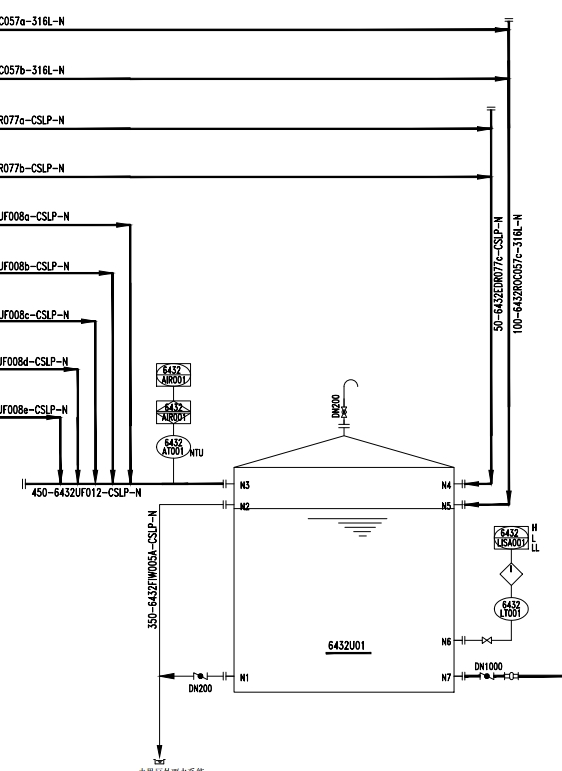 C057a-316L-N
C057b-316L-N
R077a-CSLP-N
R077b-CSLP-N
UF008a-CSLP-N
UF008b-CSLP-N
UF008c-CSLP-N
UF008d-CSLP-N
UF008e-CSLP-N
50-6432EDR077c-CSLP-N
100-6432ROC057c-316L-N
6432
AIR001
6432
AIR001
6432
AT001
NTU
DN200
450-6432UF012-CSLP-N
N3
N4
N2
N5
350-6432FIW005A-CSLP-N
6432
LISA001
H
L
LL
6432
LT001
6432U01
N6
N1
N7
DN200
DN1000